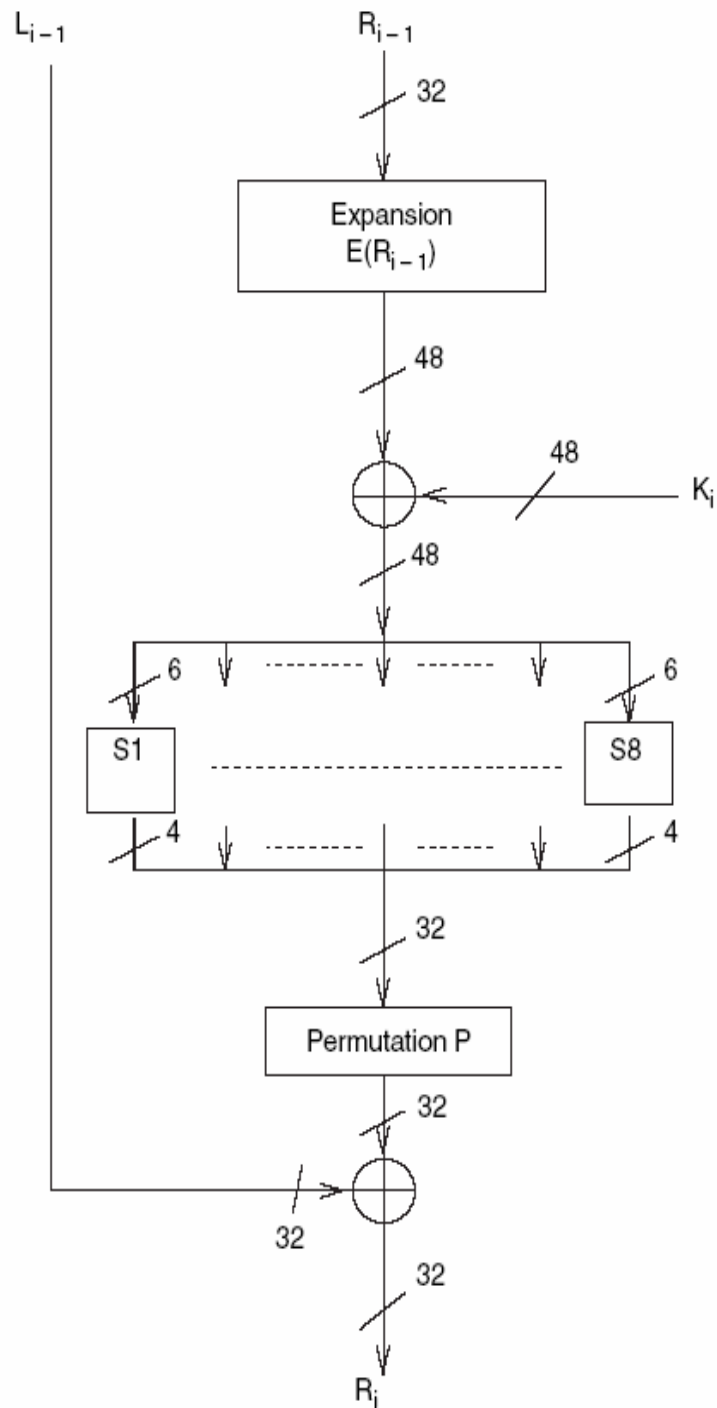 L_{i-1} R_{i-1}
32
Expansion
E(R_{i-1})
48
48
K_i
48
6 6
S1 S8
4 4
32
Permutation P
32
32
32
R_i